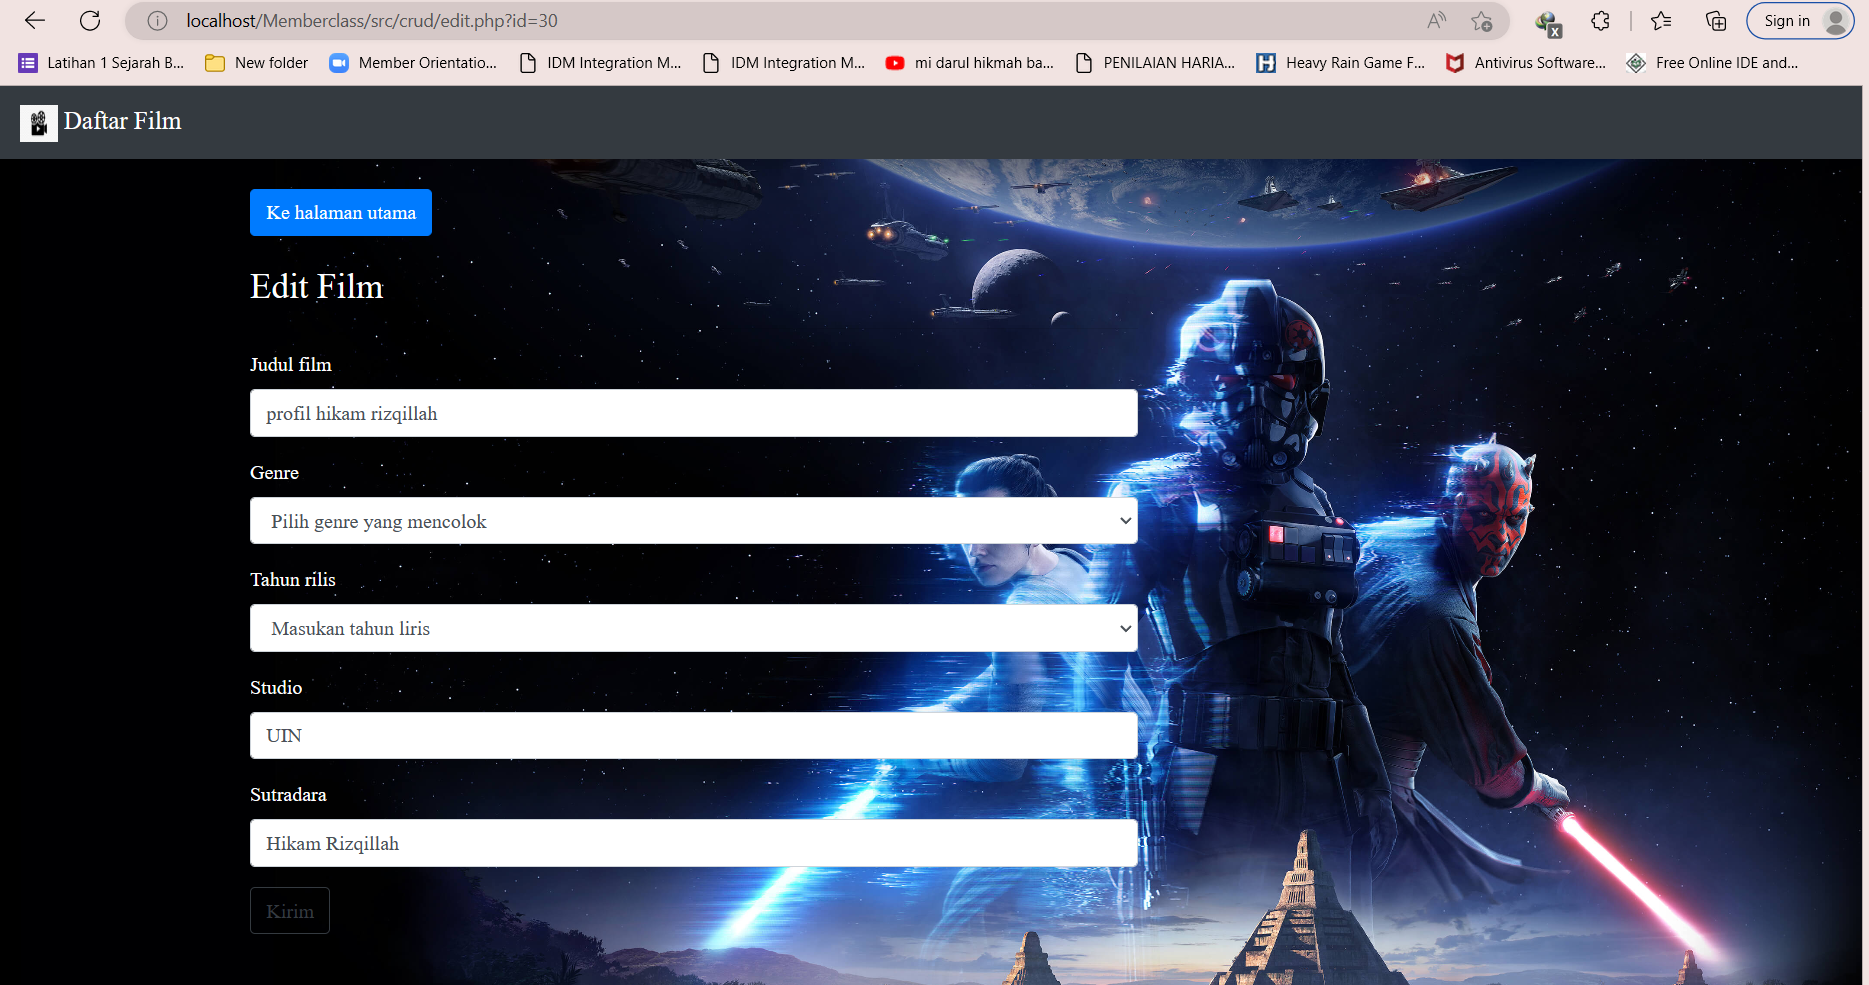 localhost/Memberclass/src/crud/edit.php?id=30
A
x
Sign in
Latihan 1 Sejarah B...
New folder
Member Orientatio...
IDM Integration M...
IDM Integration M...
mi darul hikmah ba...
PENILAIAN HARIA...
Heavy Rain Game F...
Antivirus Software...
Free Online IDE and...
Daftar Film
Ke halaman utama
Edit Film
Judul film
profil hikam rizqillah
Genre
Pilih genre yang mencolok
Tahun rilis
Masukan tahun liris
Studio
UIN
Sutradara
Hikam Rizqillah
Kirim